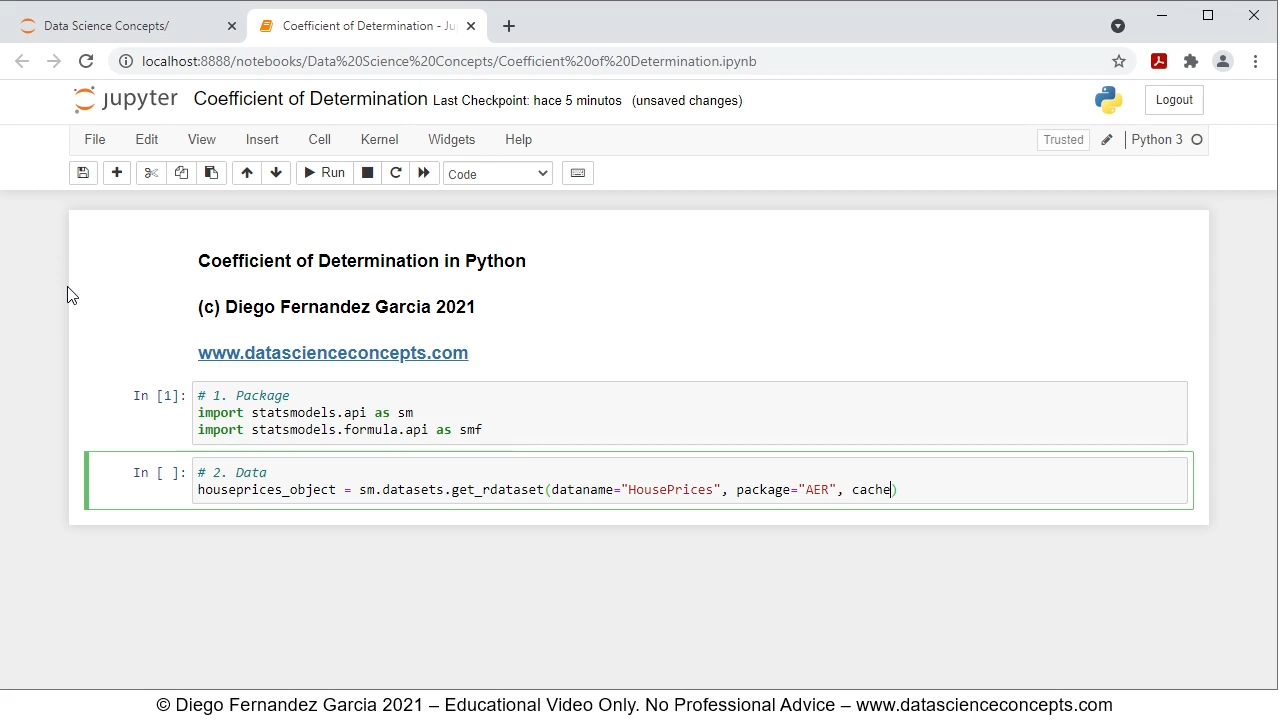 Data Science Concepts/
Coefficient of Determination - Ju
localhost:8888/notebooks/Data%20Science%20Concepts/Coefficient%20of%20Determination.ipynb
jupyter Coefficient of Determination Last Checkpoint: hace 5 minutos (unsaved changes)
Logout
File Edit View Insert Cell Kernel Widgets Help
Trusted Python 3
Run Code
Coefficient of Determination in Python
(c) Diego Fernandez Garcia 2021
www.datascienceconcepts.com
In [1]: # 1. Package
import statsmodels.api as sm
import statsmodels.formula.api as smf
In [ ]: # 2. Data
houseprices_object = sm.datasets.get_rdataset(dataname="HousePrices", package="AER", cache)
© Diego Fernandez Garcia 2021 – Educational Video Only. No Professional Advice – www.datascienceconcepts.com